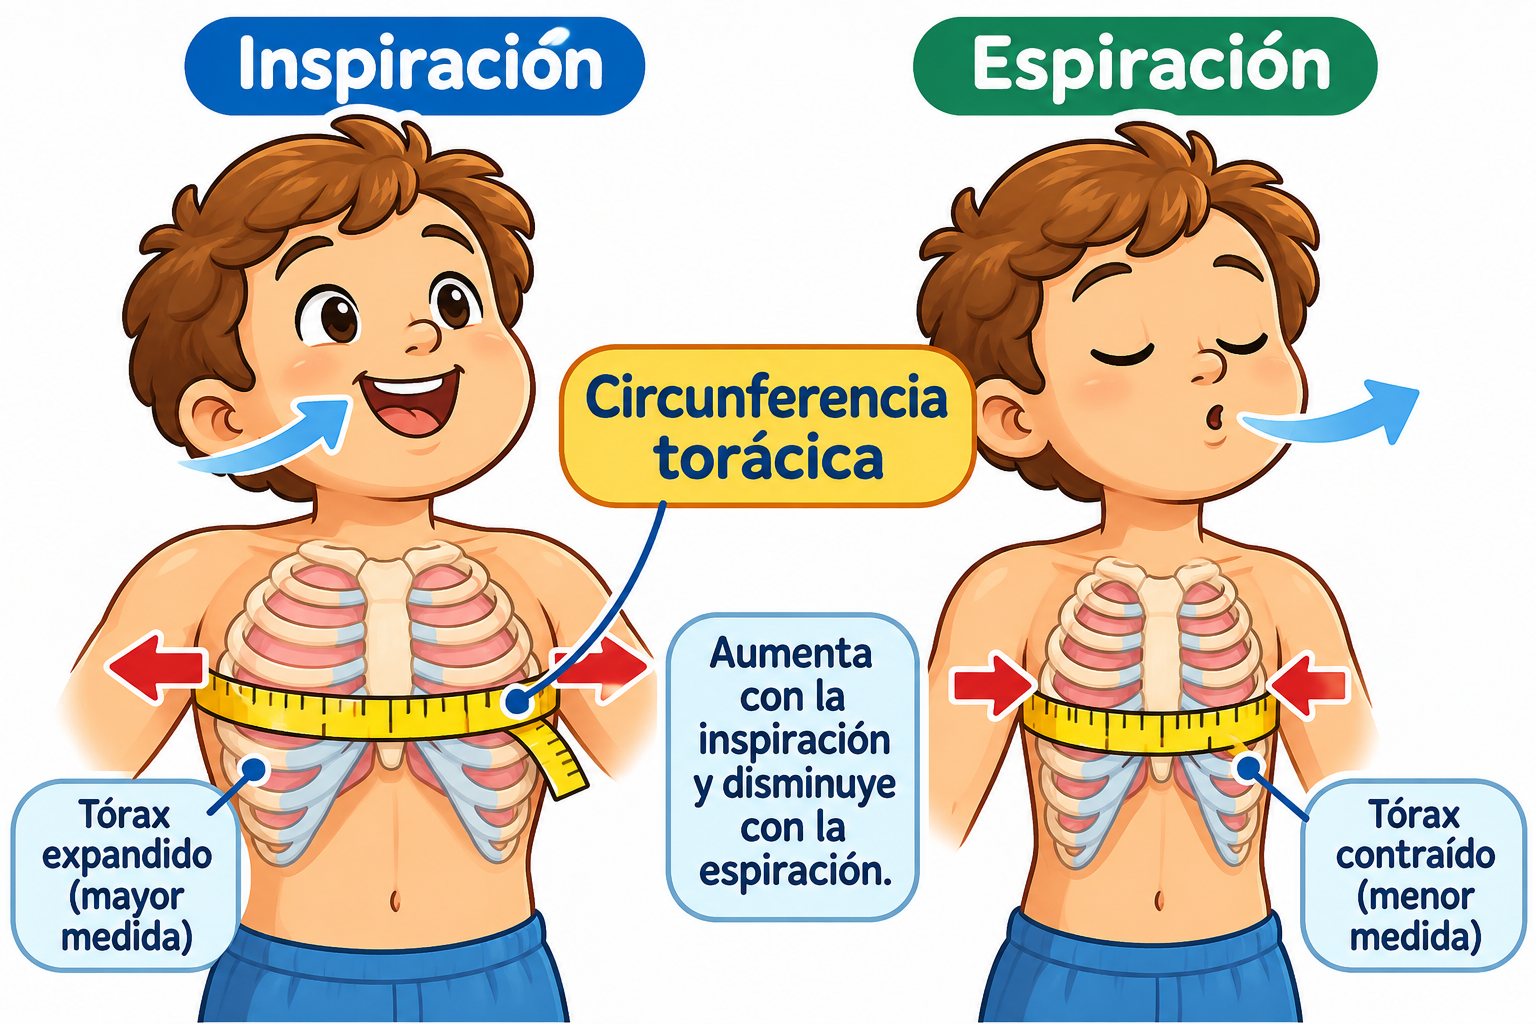 Inspiración
Espiración
Circunferencia
torácica
Aumenta
con la
inspiración
y disminuye
con la
espiración.
Tórax
expandido
(mayor
medida)
Tórax
contraído
(menor
medida)